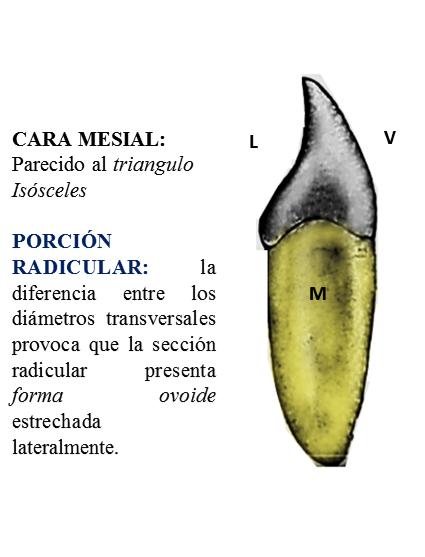 CARA MESIAL:
Parecido al triangulo
Isósceles
PORCIÓN
RADICULAR: la
diferencia entre los
diámetros transversales
provoca que la sección
radicular presenta
forma ovoide
estrechada
lateralmente.
L
V
M